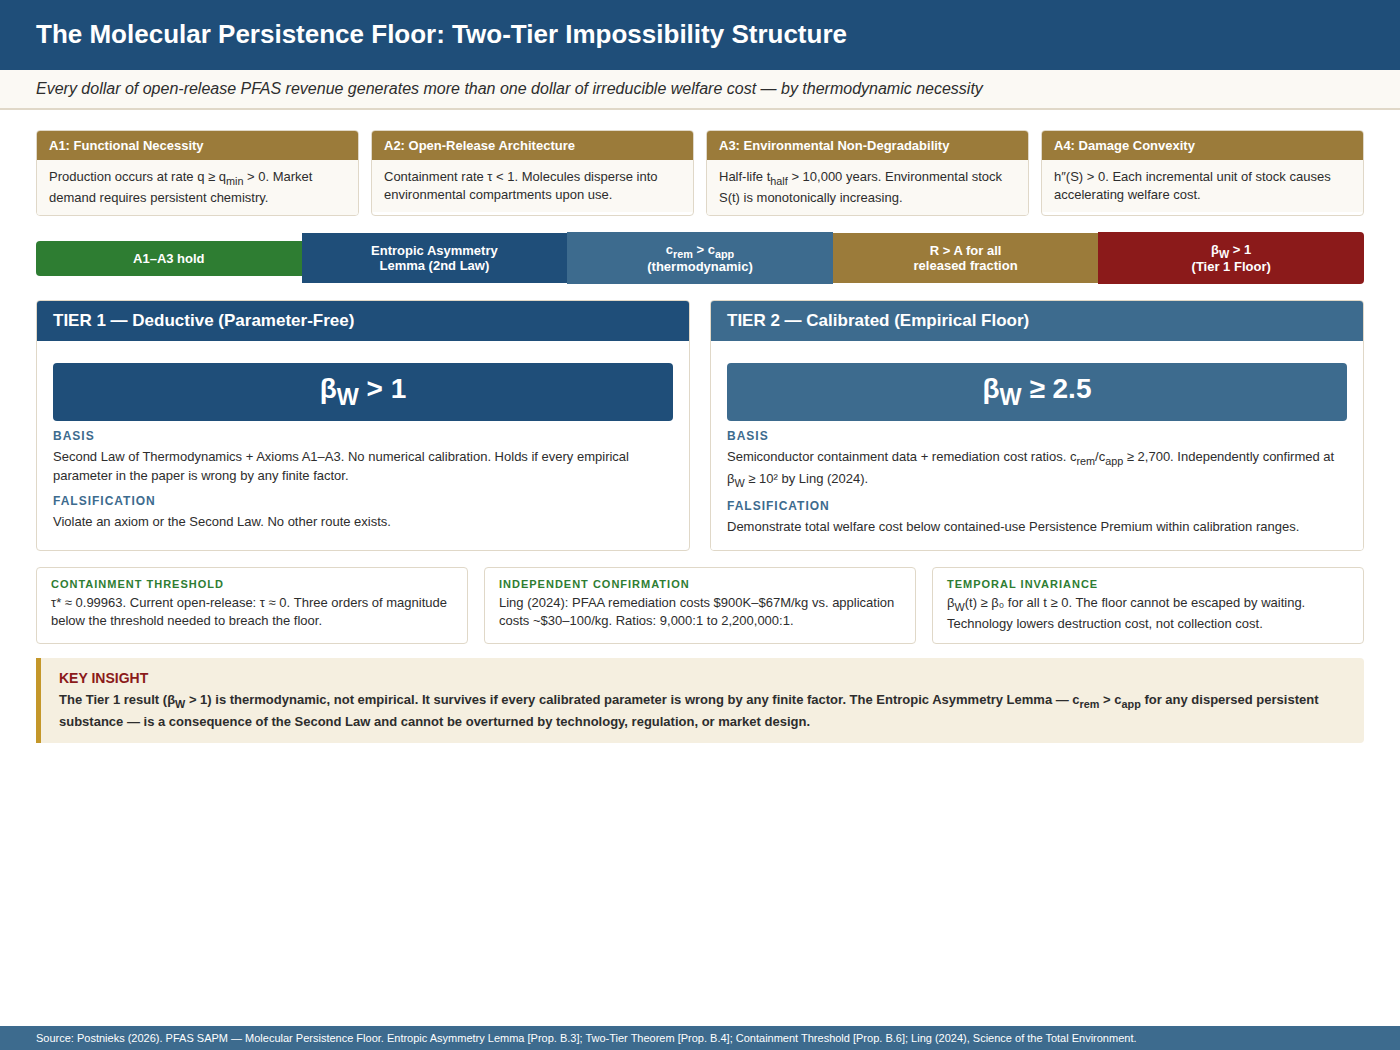 The Molecular Persistence Floor: Two-Tier Impossibility Structure
Every dollar of open-release PFAS revenue generates more than one dollar of irreducible welfare cost — by thermodynamic necessity
A1: Functional Necessity
Production occurs at rate q ≥ qmin > 0. Market
demand requires persistent chemistry.
A2: Open-Release Architecture
Containment rate τ < 1. Molecules disperse into
environmental compartments upon use.
A3: Environmental Non-Degradability
Half-life thalf > 10,000 years. Environmental stock
S(t) is monotonically increasing.
A4: Damage Convexity
h″(S) > 0. Each incremental unit of stock causes
accelerating welfare cost.
A1–A3 hold
Entropic Asymmetry
Lemma (2nd Law)
crem > capp
(thermodynamic)
R > A for all
released fraction
βW > 1
(Tier 1 Floor)
TIER 1 — Deductive (Parameter-Free)
βW > 1
BASIS
Second Law of Thermodynamics + Axioms A1–A3. No numerical calibration. Holds if every empirical
parameter in the paper is wrong by any finite factor.
FALSIFICATION
Violate an axiom or the Second Law. No other route exists.
TIER 2 — Calibrated (Empirical Floor)
βW ≥ 2.5
BASIS
Semiconductor containment data + remediation cost ratios. crem/capp ≥ 2,700. Independently confirmed at
βW ≥ 10² by Ling (2024).
FALSIFICATION
Demonstrate total welfare cost below contained-use Persistence Premium within calibration ranges.
CONTAINMENT THRESHOLD
τ* ≈ 0.99963. Current open-release: τ ≈ 0. Three orders of magnitude
below the threshold needed to breach the floor.
INDEPENDENT CONFIRMATION
Ling (2024): PFAA remediation costs $900K–$67M/kg vs. application
costs ~$30–100/kg. Ratios: 9,000:1 to 2,200,000:1.
TEMPORAL INVARIANCE
βW(t) ≥ β₀ for all t ≥ 0. The floor cannot be escaped by waiting.
Technology lowers destruction cost, not collection cost.
KEY INSIGHT
The Tier 1 result (βW > 1) is thermodynamic, not empirical. It survives if every calibrated parameter is wrong by any finite factor. The Entropic Asymmetry Lemma — crem > capp for any dispersed persistent
substance — is a consequence of the Second Law and cannot be overturned by technology, regulation, or market design.
Source: Postnieks (2026). PFAS SAPM — Molecular Persistence Floor. Entropic Asymmetry Lemma [Prop. B.3]; Two-Tier Theorem [Prop. B.4]; Containment Threshold [Prop. B.6]; Ling (2024), Science of the Total Environment.